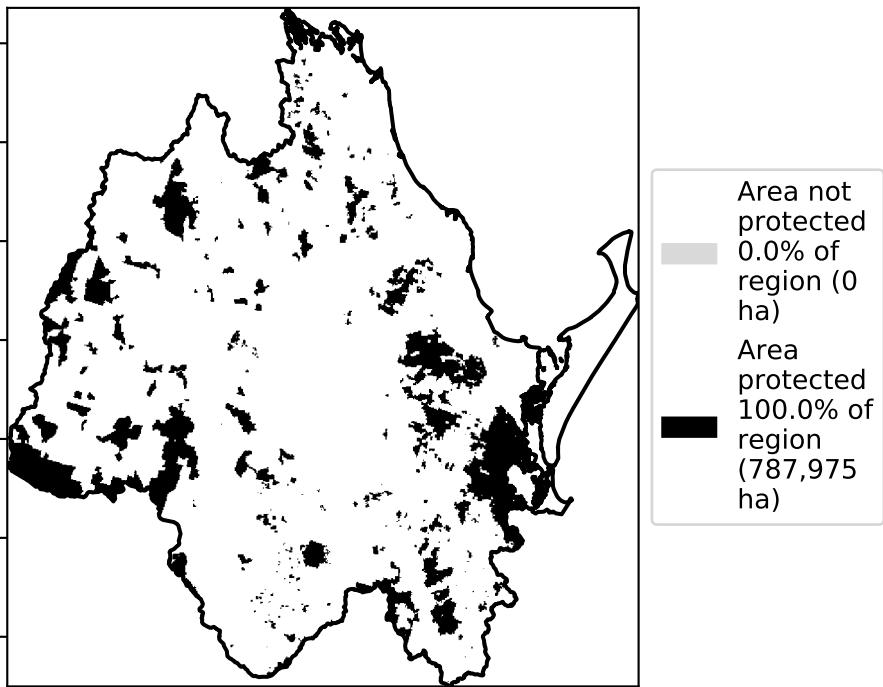 Area not
protected
0.0% of
region (0
ha)
Area
protected
100.0% of
region
(787,975
ha)